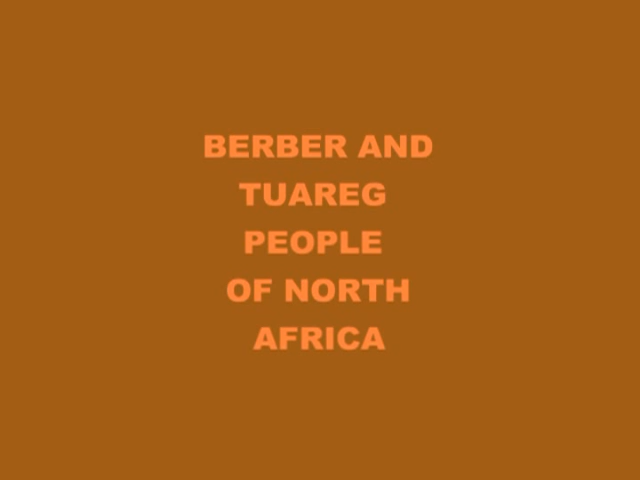 BERBER AND
TUAREG
PEOPLE
OF NORTH
AFRICA